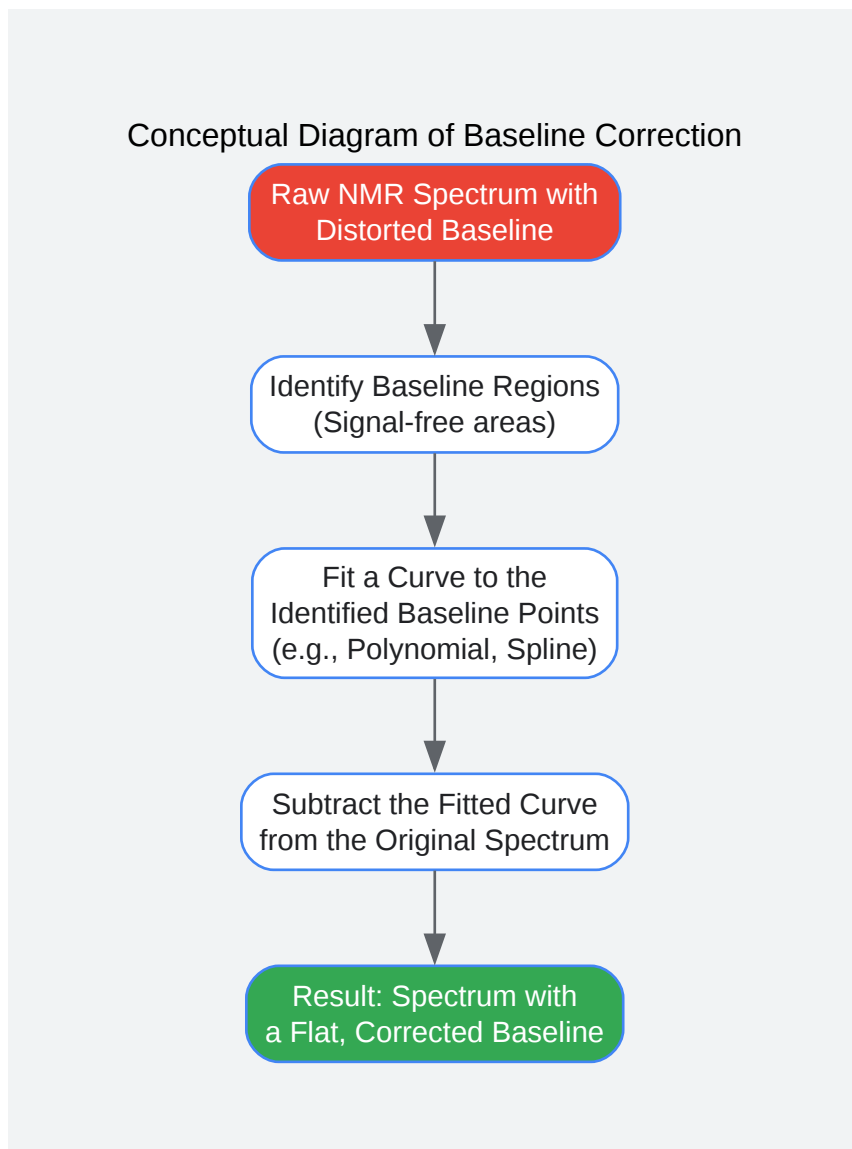 Conceptual Diagram of Baseline Correction
Raw NMR Spectrum with
Distorted Baseline
Identify Baseline Regions
(Signal-free areas)
Fit a Curve to the
Identified Baseline Points
(e.g., Polynomial, Spline)
Subtract the Fitted Curve
from the Original Spectrum
Result: Spectrum with
a Flat, Corrected Baseline